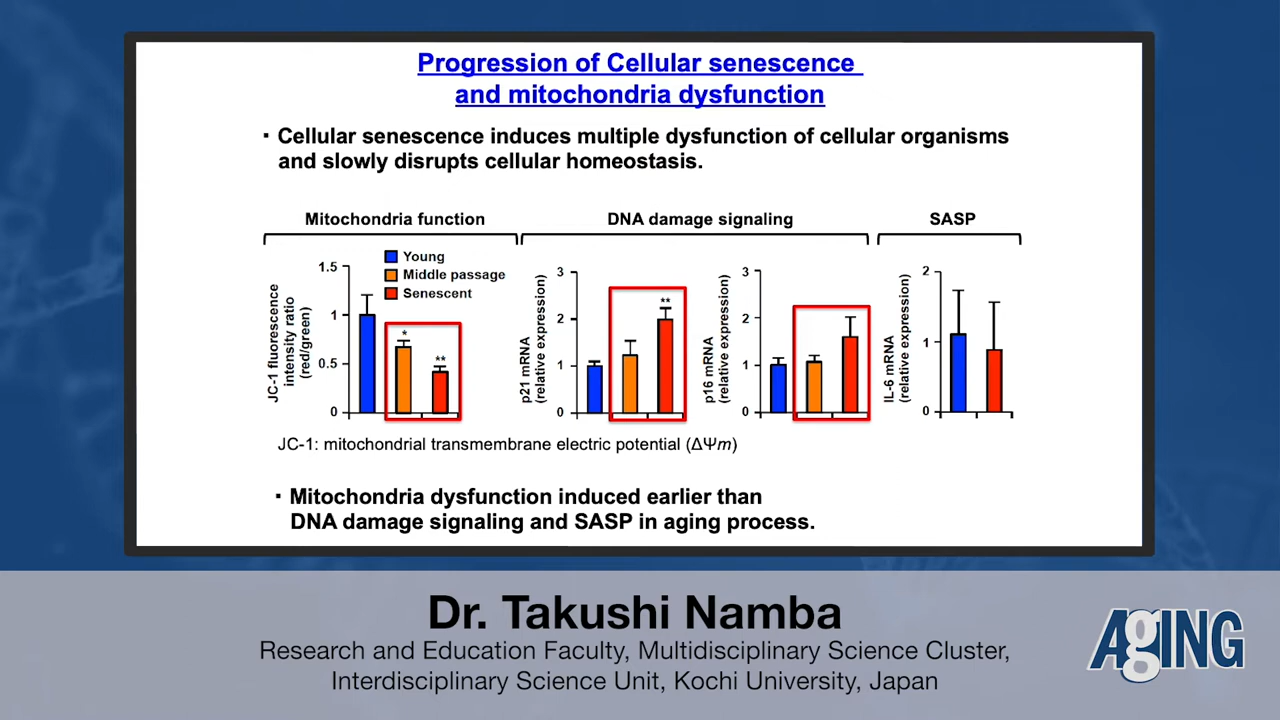 Progression of Cellular senescence
and mitochondria dysfunction
· Cellular senescence induces multiple dysfunction of cellular organisms
and slowly disrupts cellular homeostasis.
Mitochondria function
DNA damage signaling
SASP
Young
Middle passage
Senescent
JC-1 fluorescence
intensity ratio
(red/green)
1.5
1
0.5
0
*
**
p21 mRNA
(relative expression)
3
2
1
0
**
p16 mRNA
(relative expression)
3
2
1
0
IL-6 mRNA
(relative expression)
2
1
0
JC-1: mitochondrial transmembrane electric potential (ΔΨm)
· Mitochondria dysfunction induced earlier than
DNA damage signaling and SASP in aging process.
Dr. Takushi Namba
Research and Education Faculty, Multidisciplinary Science Cluster,
Interdisciplinary Science Unit, Kochi University, Japan
AgING